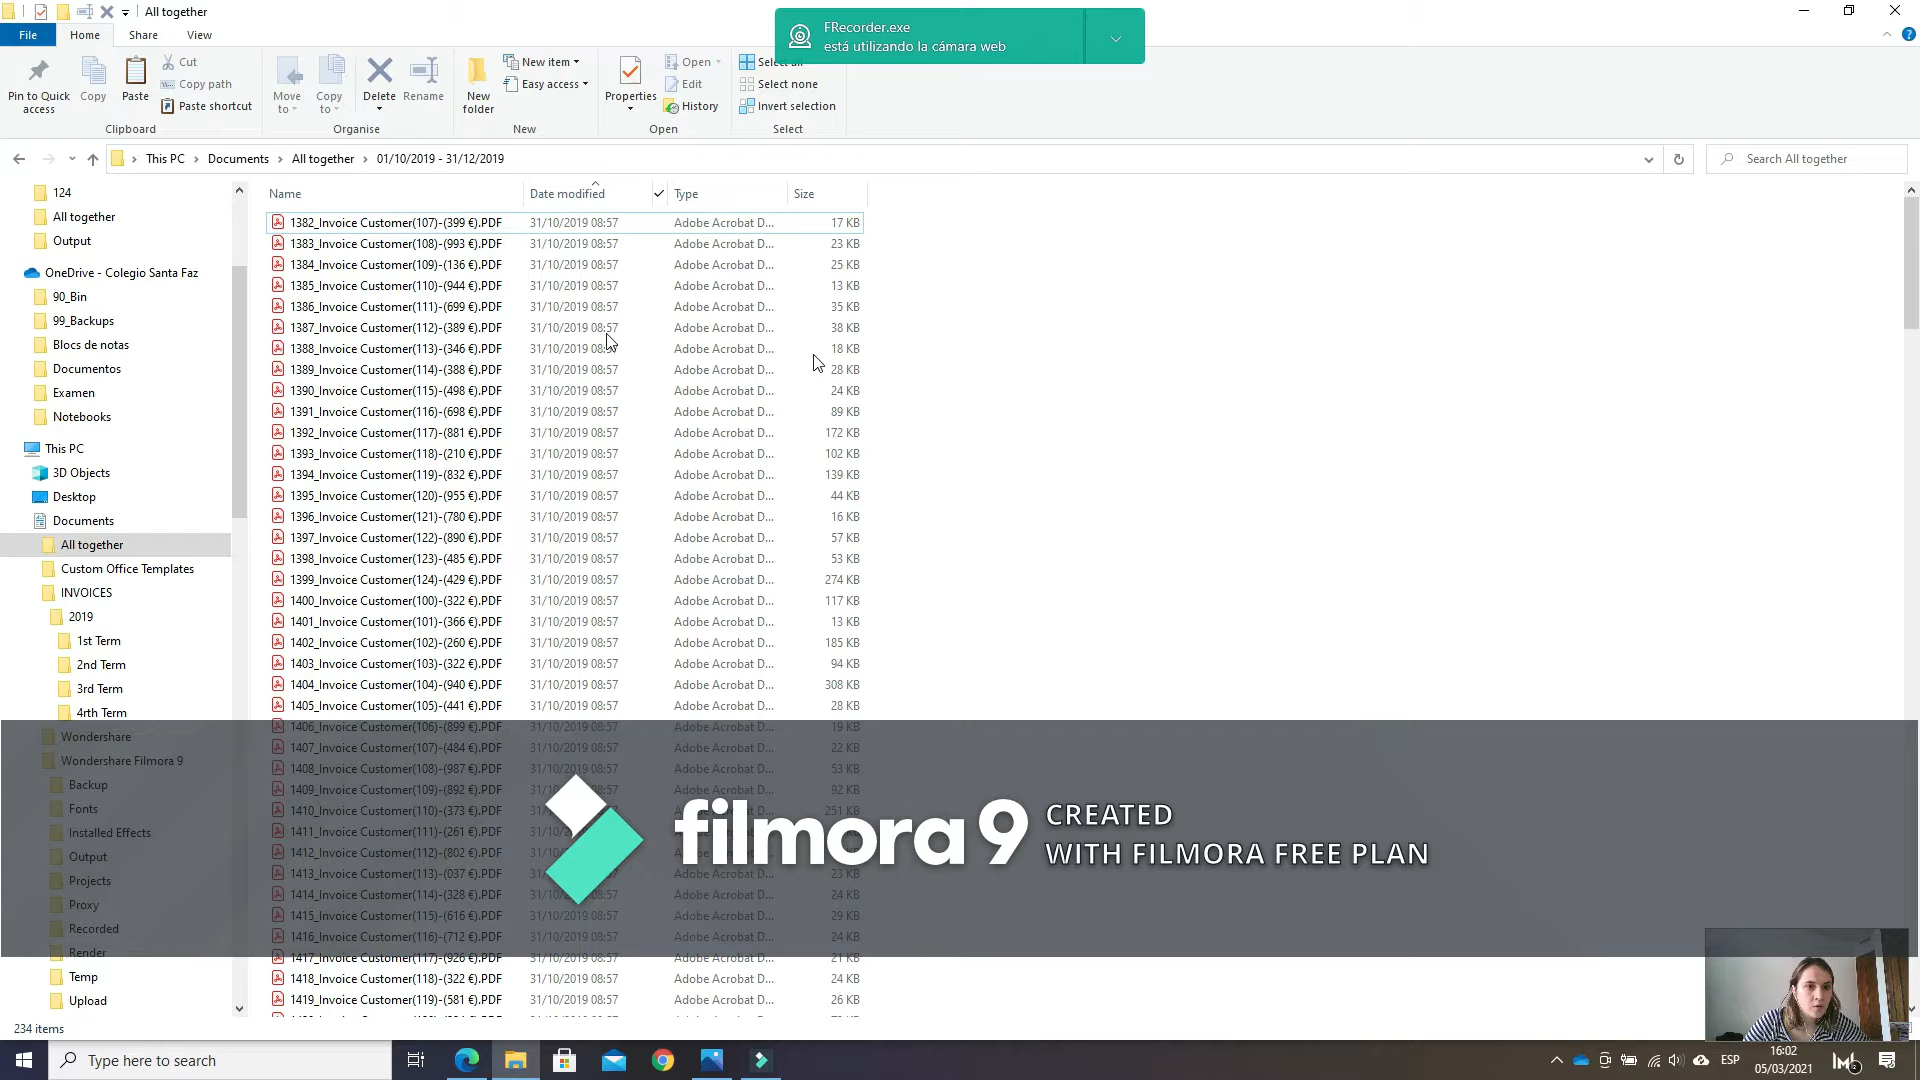 All together
FRecorder.exe
está utilizando la cámara web
File
Home
Share
View
Pin to Quick access
Copy
Paste
Cut
Copy path
Paste shortcut
Clipboard
Move to
Copy to
Delete
Rename
Organise
New folder
New item
Easy access
New
Properties
Open
Edit
History
Open
Select all
Select none
Invert selection
Select
This PC > Documents > All together > 01/10/2019 - 31/12/2019
Search All together
124
All together
Output
OneDrive - Colegio Santa Faz
90_Bin
99_Backups
Blocs de notas
Documentos
Examen
Notebooks
This PC
3D Objects
Desktop
Documents
All together
Custom Office Templates
INVOICES
2019
1st Term
2nd Term
3rd Term
4rth Term
Wondershare
Wondershare Filmora 9
Backup
Fonts
Installed Effects
Output
Projects
Proxy
Recorded
Render
Temp
Upload
Name Date modified Type Size
1382_Invoice Customer(107)-(399 €).PDF 31/10/2019 08:57 Adobe Acrobat D... 17 KB
1383_Invoice Customer(108)-(993 €).PDF 31/10/2019 08:57 Adobe Acrobat D... 23 KB
1384_Invoice Customer(109)-(136 €).PDF 31/10/2019 08:57 Adobe Acrobat D... 25 KB
1385_Invoice Customer(110)-(944 €).PDF 31/10/2019 08:57 Adobe Acrobat D... 13 KB
1386_Invoice Customer(111)-(699 €).PDF 31/10/2019 08:57 Adobe Acrobat D... 35 KB
1387_Invoice Customer(112)-(389 €).PDF 31/10/2019 08:57 Adobe Acrobat D... 38 KB
1388_Invoice Customer(113)-(346 €).PDF 31/10/2019 Adobe Acrobat D... 18 KB
1389_Invoice Customer(114)-(388 €).PDF 31/10/2019 08:57 Adobe Acrobat D... 28 KB
1390_Invoice Customer(115)-(498 €).PDF 31/10/2019 08:57 Adobe Acrobat D... 24 KB
1391_Invoice Customer(116)-(698 €).PDF 31/10/2019 08:57 Adobe Acrobat D... 89 KB
1392_Invoice Customer(117)-(881 €).PDF 31/10/2019 08:57 Adobe Acrobat D... 172 KB
1393_Invoice Customer(118)-(210 €).PDF 31/10/2019 08:57 Adobe Acrobat D... 102 KB
1394_Invoice Customer(119)-(832 €).PDF 31/10/2019 08:57 Adobe Acrobat D... 139 KB
1395_Invoice Customer(120)-(955 €).PDF 31/10/2019 08:57 Adobe Acrobat D... 44 KB
1396_Invoice Customer(121)-(780 €).PDF 31/10/2019 08:57 Adobe Acrobat D... 16 KB
1397_Invoice Customer(122)-(890 €).PDF 31/10/2019 08:57 Adobe Acrobat D... 57 KB
1398_Invoice Customer(123)-(485 €).PDF 31/10/2019 08:57 Adobe Acrobat D... 53 KB
1399_Invoice Customer(124)-(429 €).PDF 31/10/2019 08:57 Adobe Acrobat D... 274 KB
1400_Invoice Customer(100)-(322 €).PDF 31/10/2019 08:57 Adobe Acrobat D... 117 KB
1401_Invoice Customer(101)-(366 €).PDF 31/10/2019 08:57 Adobe Acrobat D... 13 KB
1402_Invoice Customer(102)-(260 €).PDF 31/10/2019 08:57 Adobe Acrobat D... 185 KB
1403_Invoice Customer(103)-(322 €).PDF 31/10/2019 08:57 Adobe Acrobat D... 94 KB
1404_Invoice Customer(104)-(940 €).PDF 31/10/2019 08:57 Adobe Acrobat D... 308 KB
1405_Invoice Customer(105)-(441 €).PDF 31/10/2019 08:57 Adobe Acrobat D... 28 KB
1406_Invoice Customer(106)-(899 €).PDF 31/10/2019 08:57 Adobe Acrobat D... 19 KB
1407_Invoice Customer(107)-(484 €).PDF 31/10/2019 08:57 Adobe Acrobat D... 22 KB
1408_Invoice Customer(108)-(987 €).PDF 31/10/2019 08:57 Adobe Acrobat D... 53 KB
1409_Invoice Customer(109)-(892 €).PDF 31/10/2019 08:57 Adobe Acrobat D... 92 KB
1410_Invoice Customer(110)-(373 €).PDF 251 KB
1411_Invoice Customer(111)-(261 €).PDF
1412_Invoice Customer(112)-(802 €).PDF
1413_Invoice Customer(113)-(037 €).PDF 31/10/2019 08:57 Adobe Acrobat D... 23 KB
1414_Invoice Customer(114)-(328 €).PDF 08:57 Adobe Acrobat D... 24 KB
1415_Invoice Customer(115)-(616 €).PDF 31/10/2019 08:57 Adobe Acrobat D... 29 KB
1416_Invoice Customer(116)-(712 €).PDF 31/10/2019 08:57 Adobe Acrobat D... 24 KB
1417_Invoice Customer(117)-(926 €).PDF 31/10/2019 08:57 Adobe Acrobat D... 21 KB
1418_Invoice Customer(118)-(322 €).PDF 31/10/2019 08:57 Adobe Acrobat D... 24 KB
1419_Invoice Customer(119)-(581 €).PDF 31/10/2019 08:57 Adobe Acrobat D... 26 KB
filmora 9
CREATED
WITH FILMORA FREE PLAN
234 items
Type here to search
ESP
16:02
05/03/2021